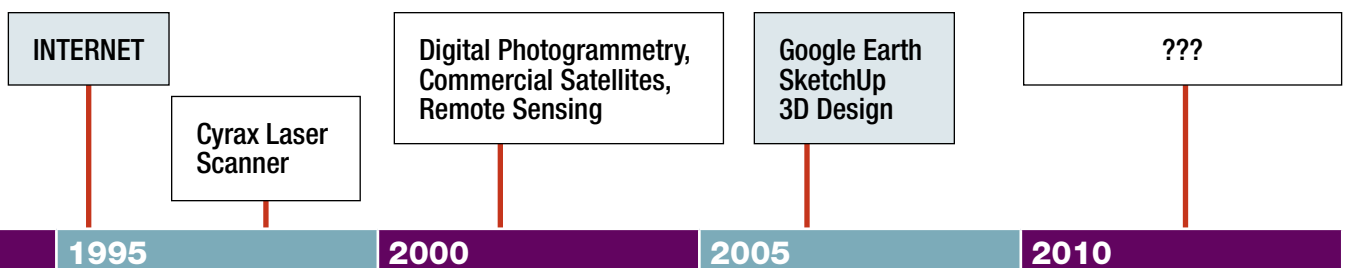 INTERNET
Cyrax Laser
Scanner
Digital Photogrammetry,
Commercial Satellites,
Remote Sensing
Google Earth
SketchUp
3D Design
???
1995
2000
2005
2010